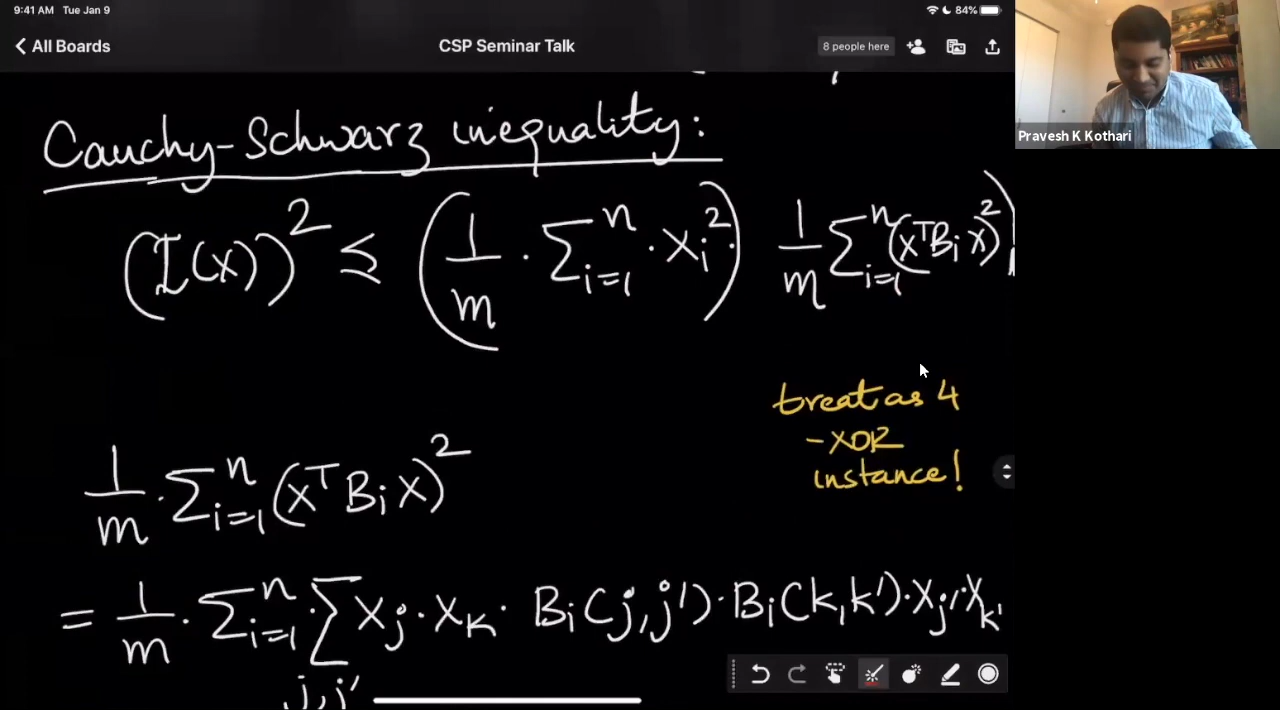 9:41 AM Tue Jan 9
84%
All Boards
CSP Seminar Talk
8 people here
Pravesh K Kothari
Cauchy-Schwarz inequality:
(I(x))² ≤ (1/m · Σ_{i=1}^n · x_i²) 1/m Σ_{i=1}^n (x^T B_i x)²)
treat as 4
-XOR
instance!
1/m · Σ_{i=1}^n (x^T B_i x)²
= 1/m · Σ_{i=1}^n · Σ x_j · x_k · B_i(j,j') · B_i(k,k') · x_j' · x_k'
j,j'